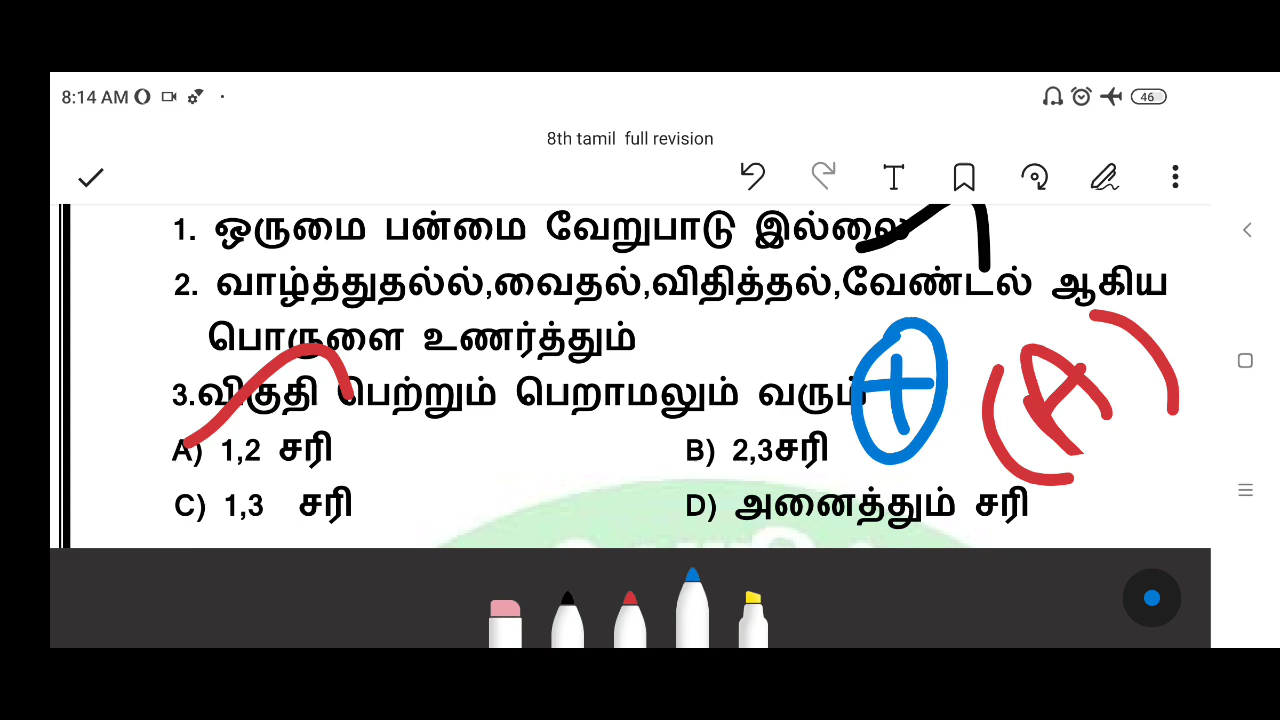 8:14 AM
46
8th tamil full revision
T
1. ஒருமை பன்மை வேறுபாடு இல்லை
2. வாழ்த்துதல்ல்,வைதல்,விதித்தல்,வேண்டல் ஆகிய
பொருளை உணர்த்தும்
3.விகுதி பெற்றும் பெறாமலும் வரும்
A) 1,2 சரி B) 2,3சரி
C) 1,3 சரி D) அனைத்தும் சரி